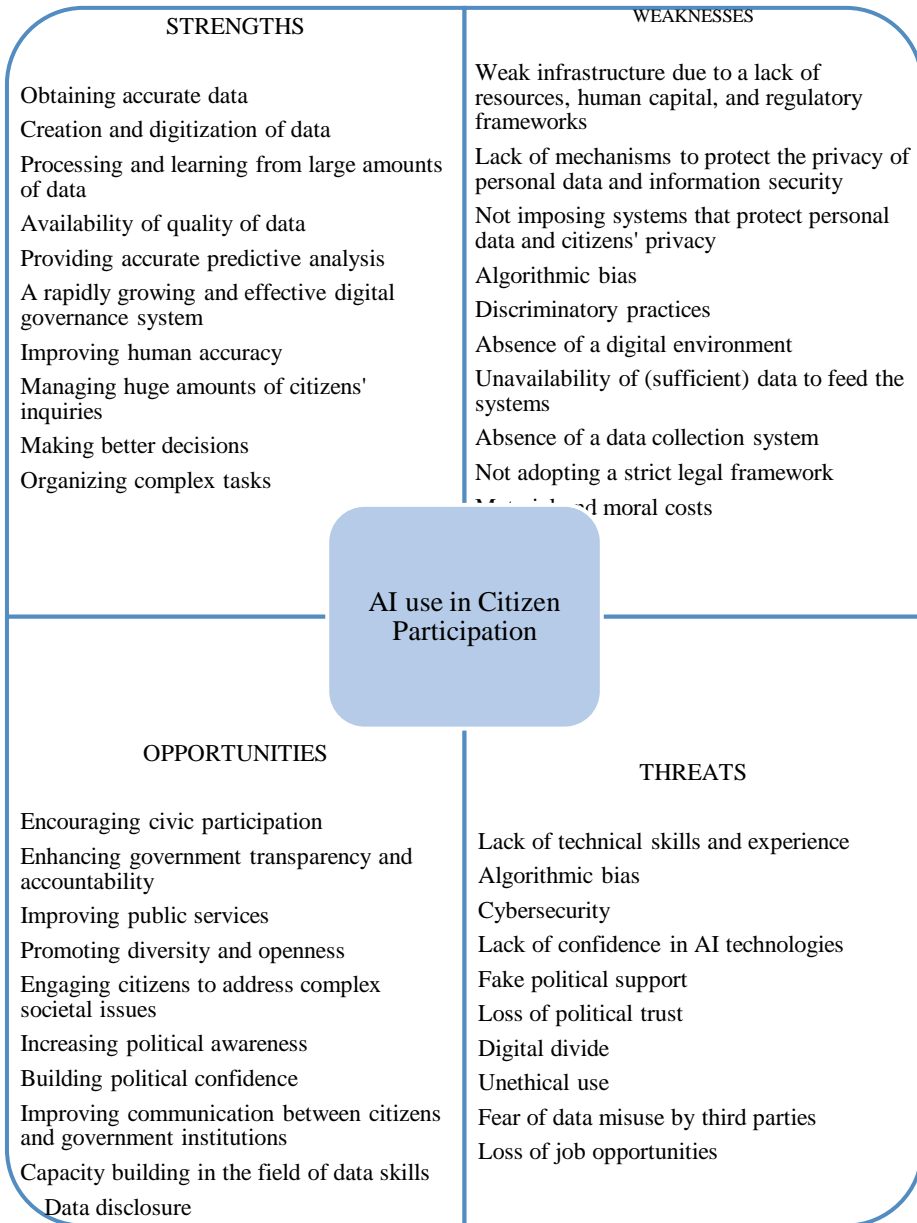 STRENGTHS
Obtaining accurate data
Creation and digitization of data
Processing and learning from large amounts
of data
Availability of quality of data
Providing accurate predictive analysis
A rapidly growing and effective digital
governance system
Improving human accuracy
Managing huge amounts of citizens'
inquiries
Making better decisions
Organizing complex tasks
WEAKNESSES
Weak infrastructure due to a lack of
resources, human capital, and regulatory
frameworks
Lack of mechanisms to protect the privacy of
personal data and information security
Not imposing systems that protect personal
data and citizens' privacy
Algorithmic bias
Discriminatory practices
Absence of a digital environment
Unavailability of (sufficient) data to feed the
systems
Absence of a data collection system
Not adopting a strict legal framework
moral costs
AI use in Citizen
Participation
OPPORTUNITIES
Encouraging civic participation
Enhancing government transparency and
accountability
Improving public services
Promoting diversity and openness
Engaging citizens to address complex
societal issues
Increasing political awareness
Building political confidence
Improving communication between citizens
and government institutions
Capacity building in the field of data skills
Data disclosure
THREATS
Lack of technical skills and experience
Algorithmic bias
Cybersecurity
Lack of confidence in AI technologies
Fake political support
Loss of political trust
Digital divide
Unethical use
Fear of data misuse by third parties
Loss of job opportunities